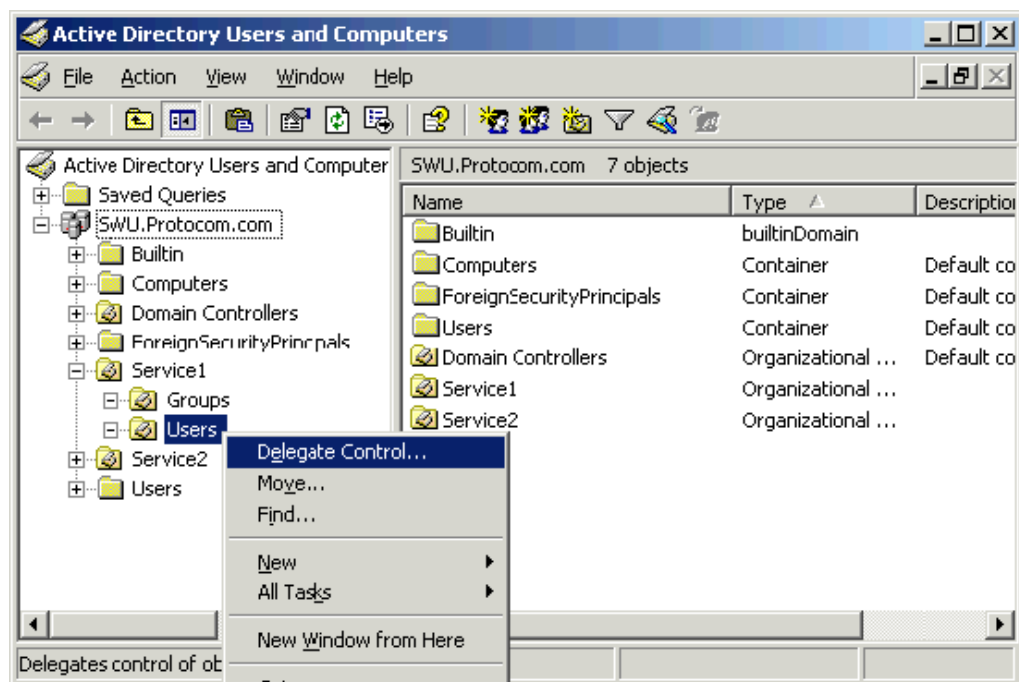 Active Directory Users and Computers
File Action View Window Help
Active Directory Users and Computer
Saved Queries
SWU.Protocom.com
Builtin
Computers
Domain Controllers
ForeignSecurityPrincipals
Service1
Groups
Users
Service2
Users
SWU.Protocom.com 7 objects
Name Type Description
Builtin builtinDomain
Computers Container Default co
ForeignSecurityPrincipals Container Default co
Users Container Default co
Domain Controllers Organizational ... Default co
Service1 Organizational ...
Service2 Organizational ...
Delegate Control...
Move...
Find...
New
All Tasks
New Window from Here
Delegates control of ob